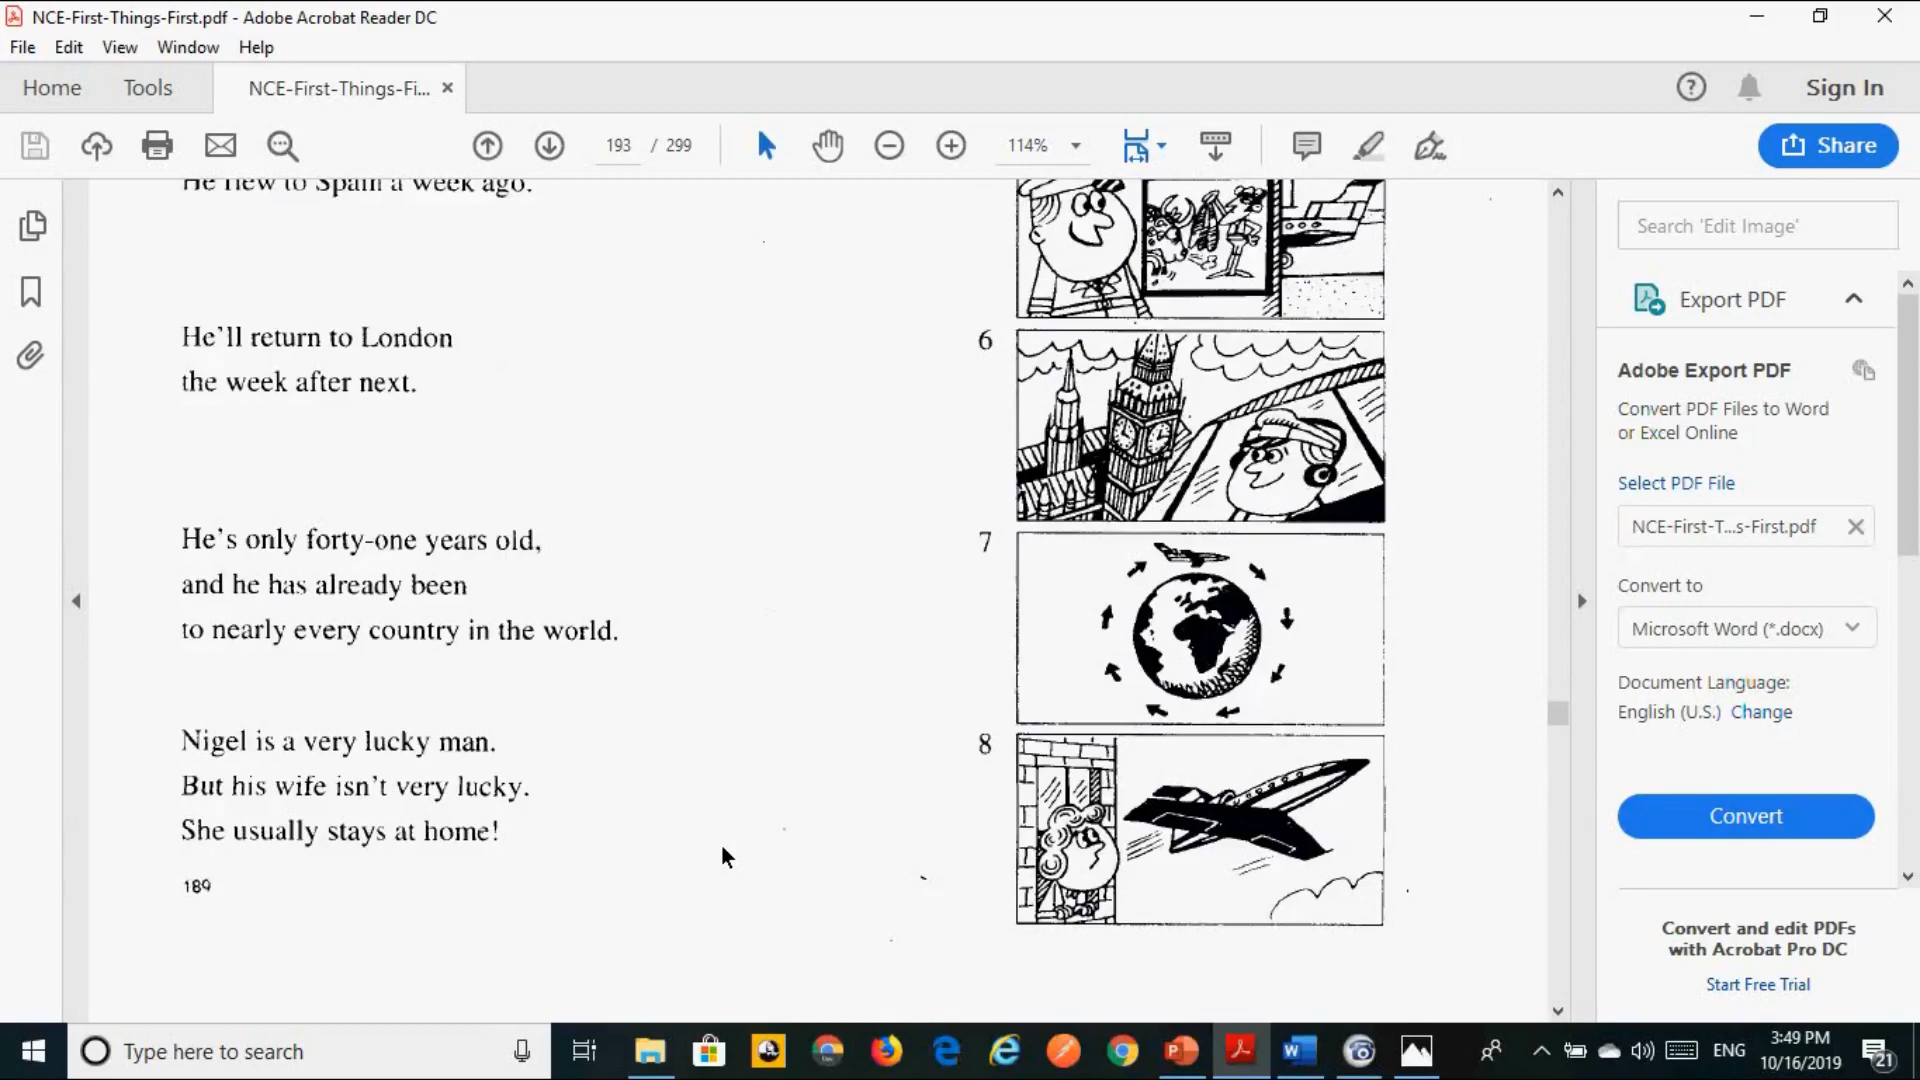 NCE-First-Things-First.pdf - Adobe Acrobat Reader DC
File Edit View Window Help
Home Tools NCE-First-Things-Fi... Sign In
193 / 299 114% Share
He flew to Spain a week ago.
He'll return to London
the week after next.
6
He's only forty-one years old,
and he has already been
to nearly every country in the world.
7
Nigel is a very lucky man.
But his wife isn't very lucky.
She usually stays at home!
8
189
Search 'Edit Image'
Export PDF
Adobe Export PDF
Convert PDF Files to Word
or Excel Online
Select PDF File
NCE-First-T...s-First.pdf
Convert to
Microsoft Word (*.docx)
Document Language:
English (U.S.) Change
Convert
Convert and edit PDFs
with Acrobat Pro DC
Start Free Trial
Type here to search
ENG
3:49 PM
10/16/2019
21